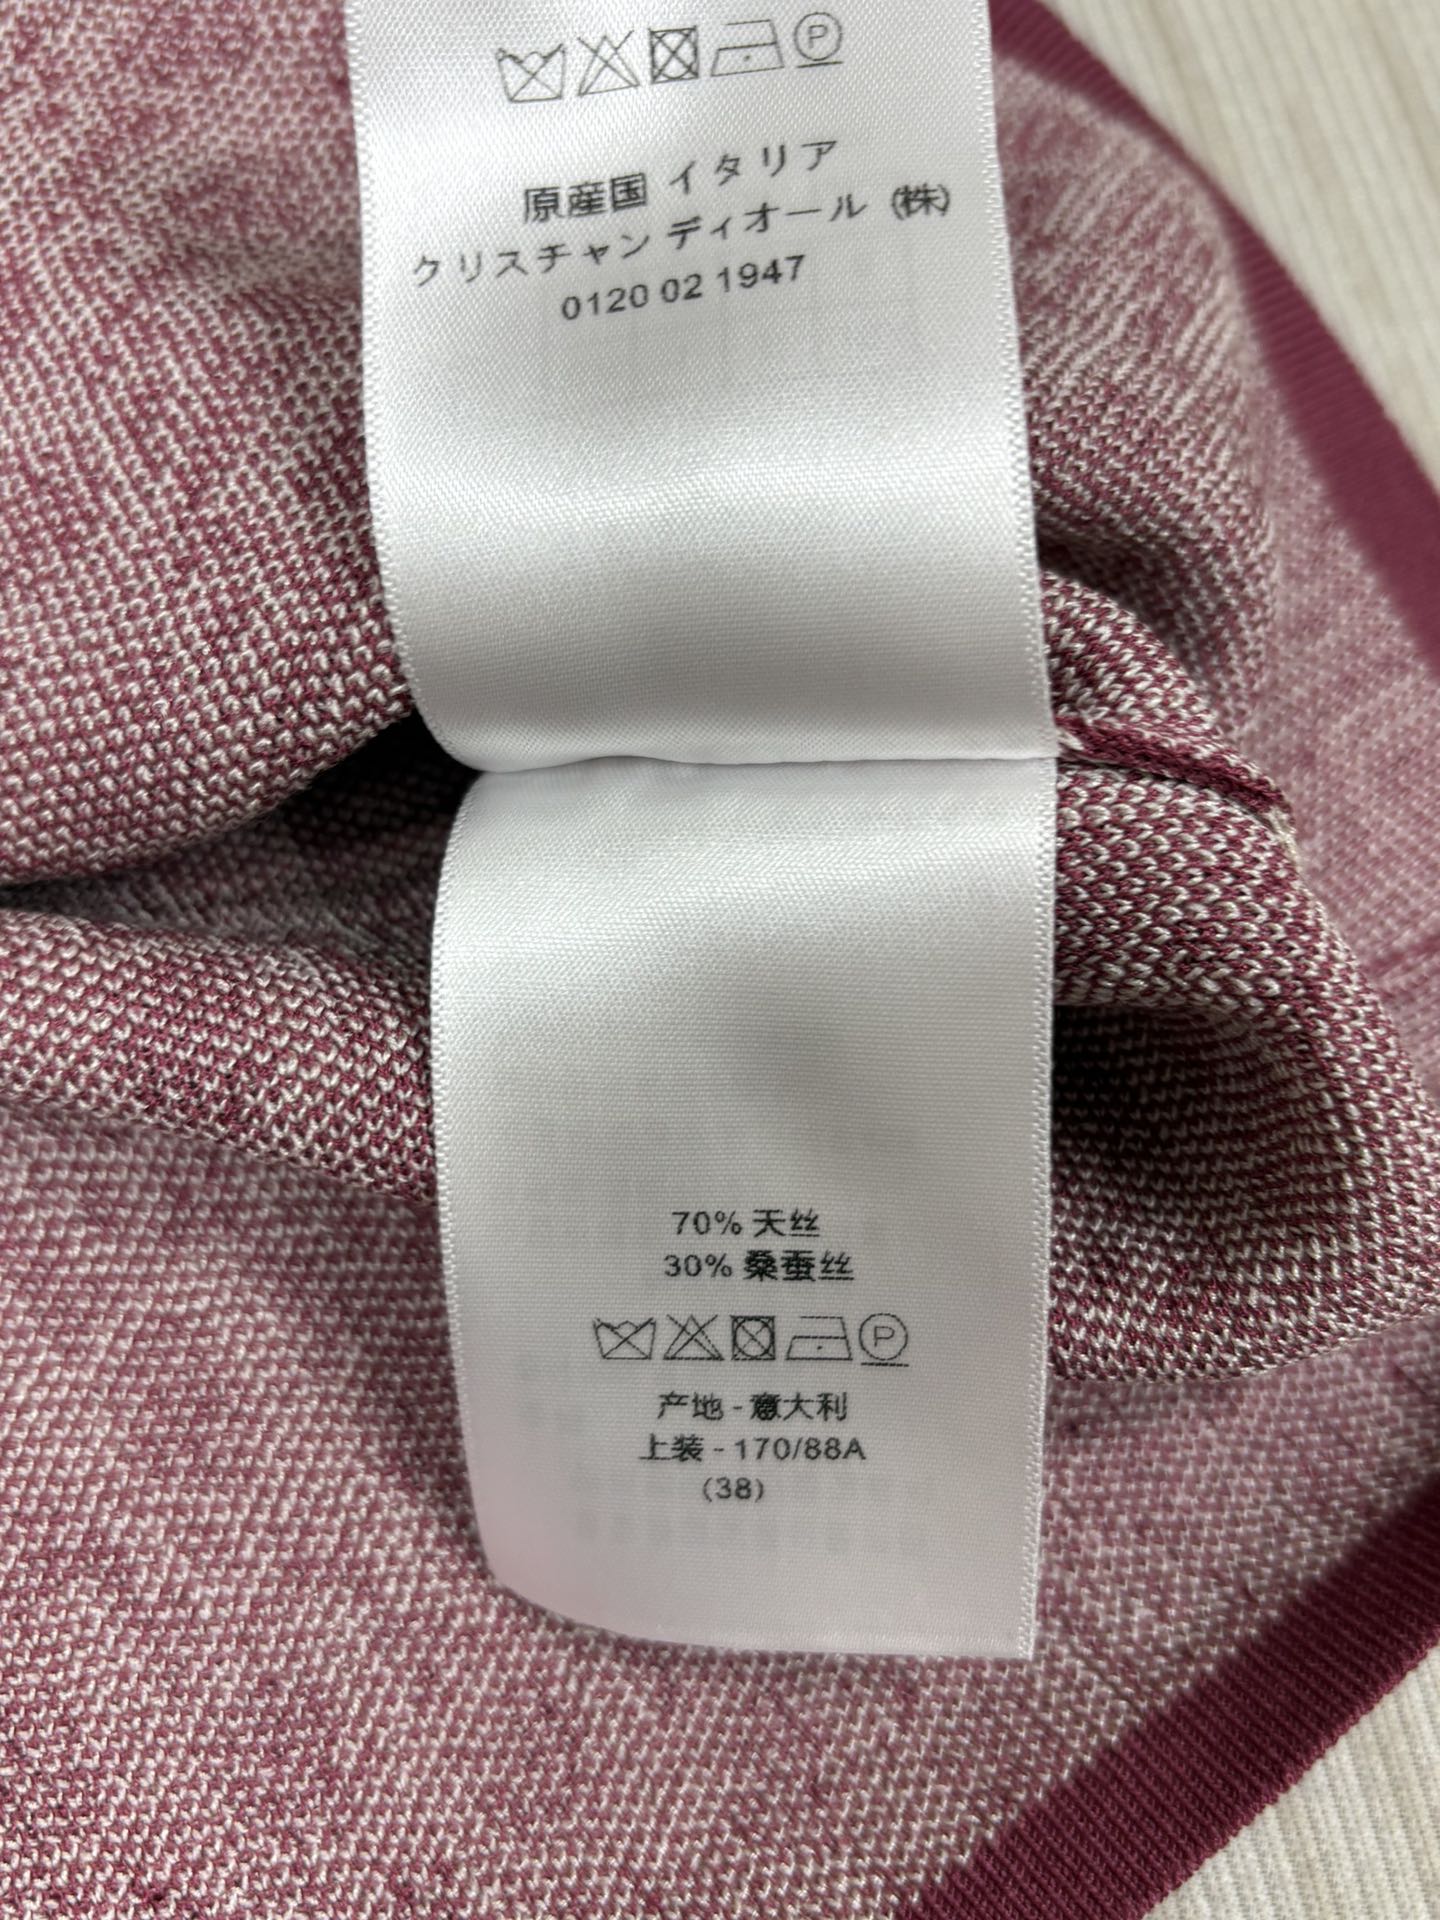 P
原産国 イタリア
クリスチャン ディオール (株)
0120 02 1947
70% 天丝
30% 桑蚕丝
P
产地 - 意大利
上装 - 170/88A
(38)